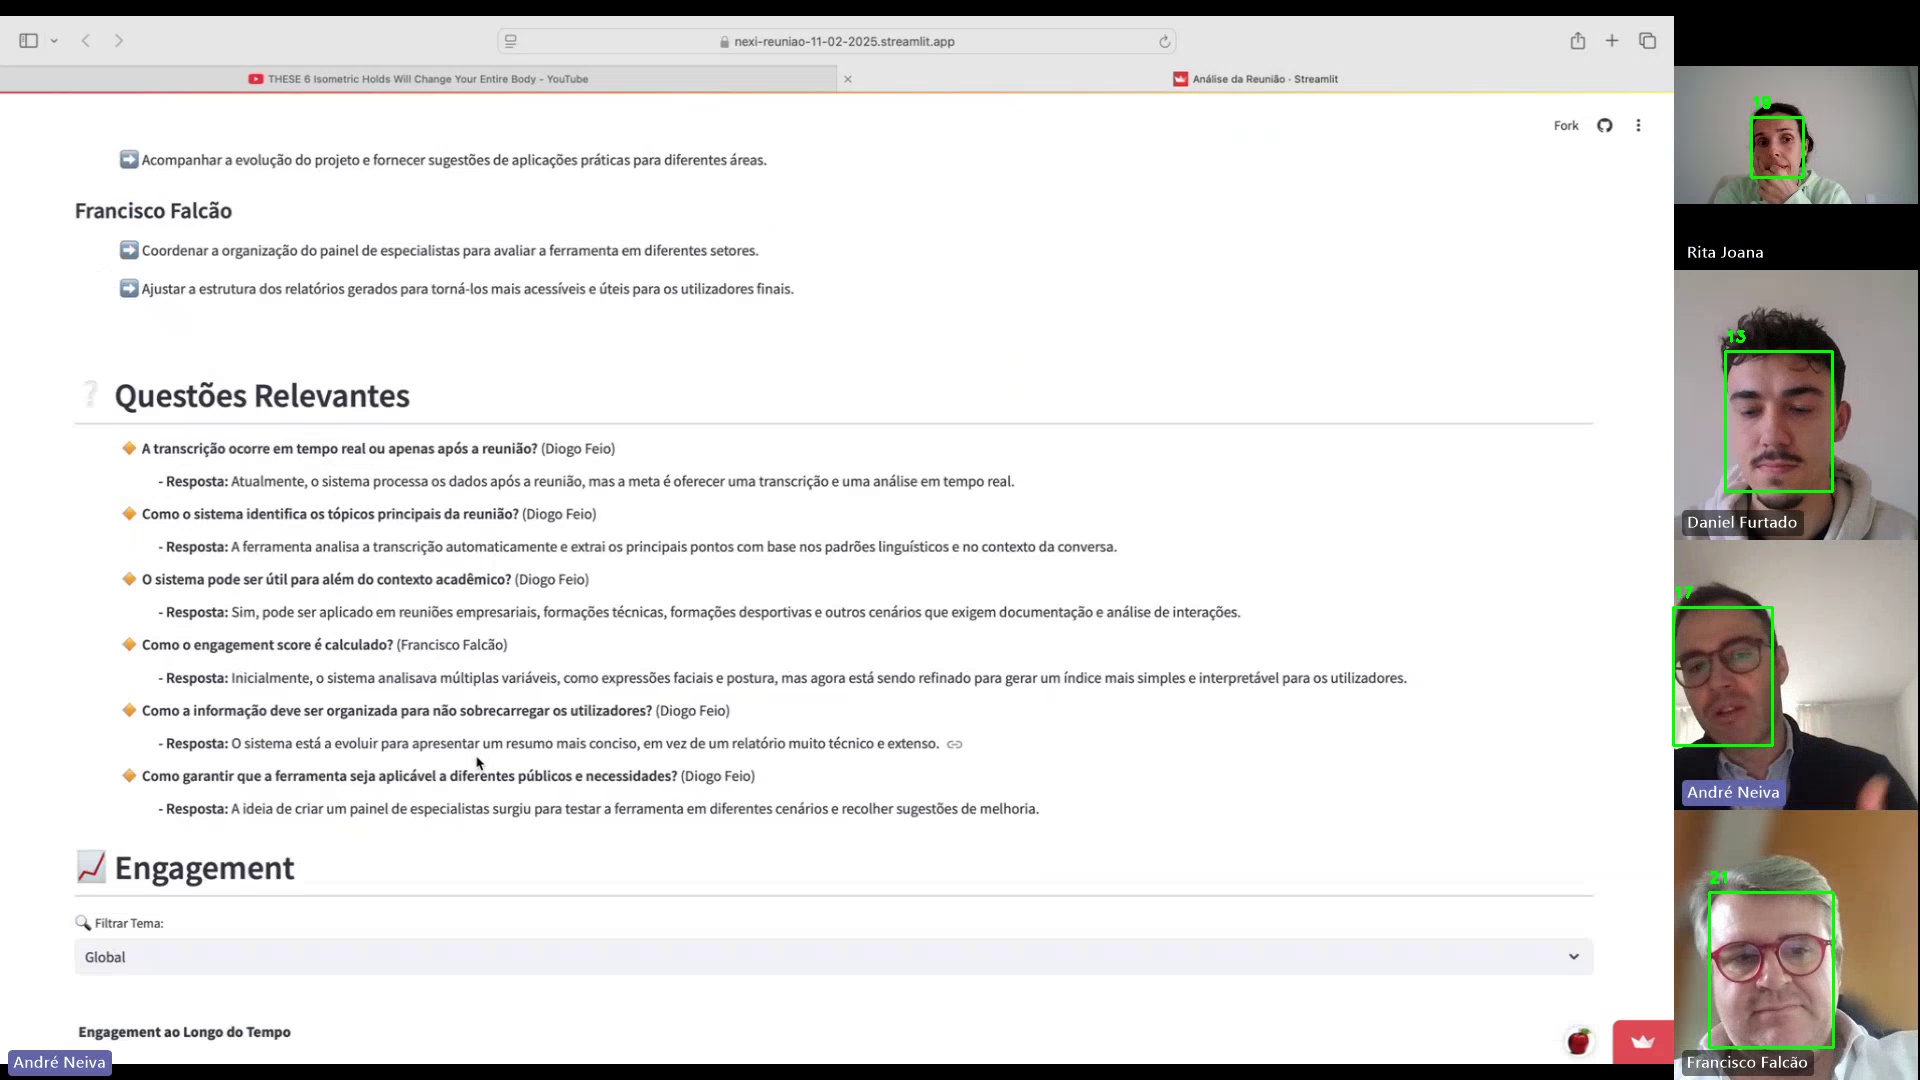 nexi-reuniao-11-02-2025.streamlit.app
THESE 6 Isometric Holds Will Change Your Entire Body - YouTube
Análise da Reunião · Streamlit
Fork
Acompanhar a evolução do projeto e fornecer sugestões de aplicações práticas para diferentes áreas.
Francisco Falcão
Coordenar a organização do painel de especialistas para avaliar a ferramenta em diferentes setores.
Ajustar a estrutura dos relatórios gerados para torná-los mais acessíveis e úteis para os utilizadores finais.
Questões Relevantes
A transcrição ocorre em tempo real ou apenas após a reunião? (Diogo Feio)
- Resposta: Atualmente, o sistema processa os dados após a reunião, mas a meta é oferecer uma transcrição e uma análise em tempo real.
Como o sistema identifica os tópicos principais da reunião? (Diogo Feio)
- Resposta: A ferramenta analisa a transcrição automaticamente e extrai os principais pontos com base nos padrões linguísticos e no contexto da conversa.
O sistema pode ser útil para além do contexto acadêmico? (Diogo Feio)
- Resposta: Sim, pode ser aplicado em reuniões empresariais, formações técnicas, formações desportivas e outros cenários que exigem documentação e análise de interações.
Como o engagement score é calculado? (Francisco Falcão)
- Resposta: Inicialmente, o sistema analisava múltiplas variáveis, como expressões faciais e postura, mas agora está sendo refinado para gerar um índice mais simples e interpretável para os utilizadores.
Como a informação deve ser organizada para não sobrecarregar os utilizadores? (Diogo Feio)
- Resposta: O sistema está a evoluir para apresentar um resumo mais conciso, em vez de um relatório muito técnico e extenso.
Como garantir que a ferramenta seja aplicável a diferentes públicos e necessidades? (Diogo Feio)
- Resposta: A ideia de criar um painel de especialistas surgiu para testar a ferramenta em diferentes cenários e recolher sugestões de melhoria.
Engagement
Filtrar Tema:
Global
Engagement ao Longo do Tempo
André Neiva
19
Rita Joana
13
Daniel Furtado
17
André Neiva
21
Francisco Falcão